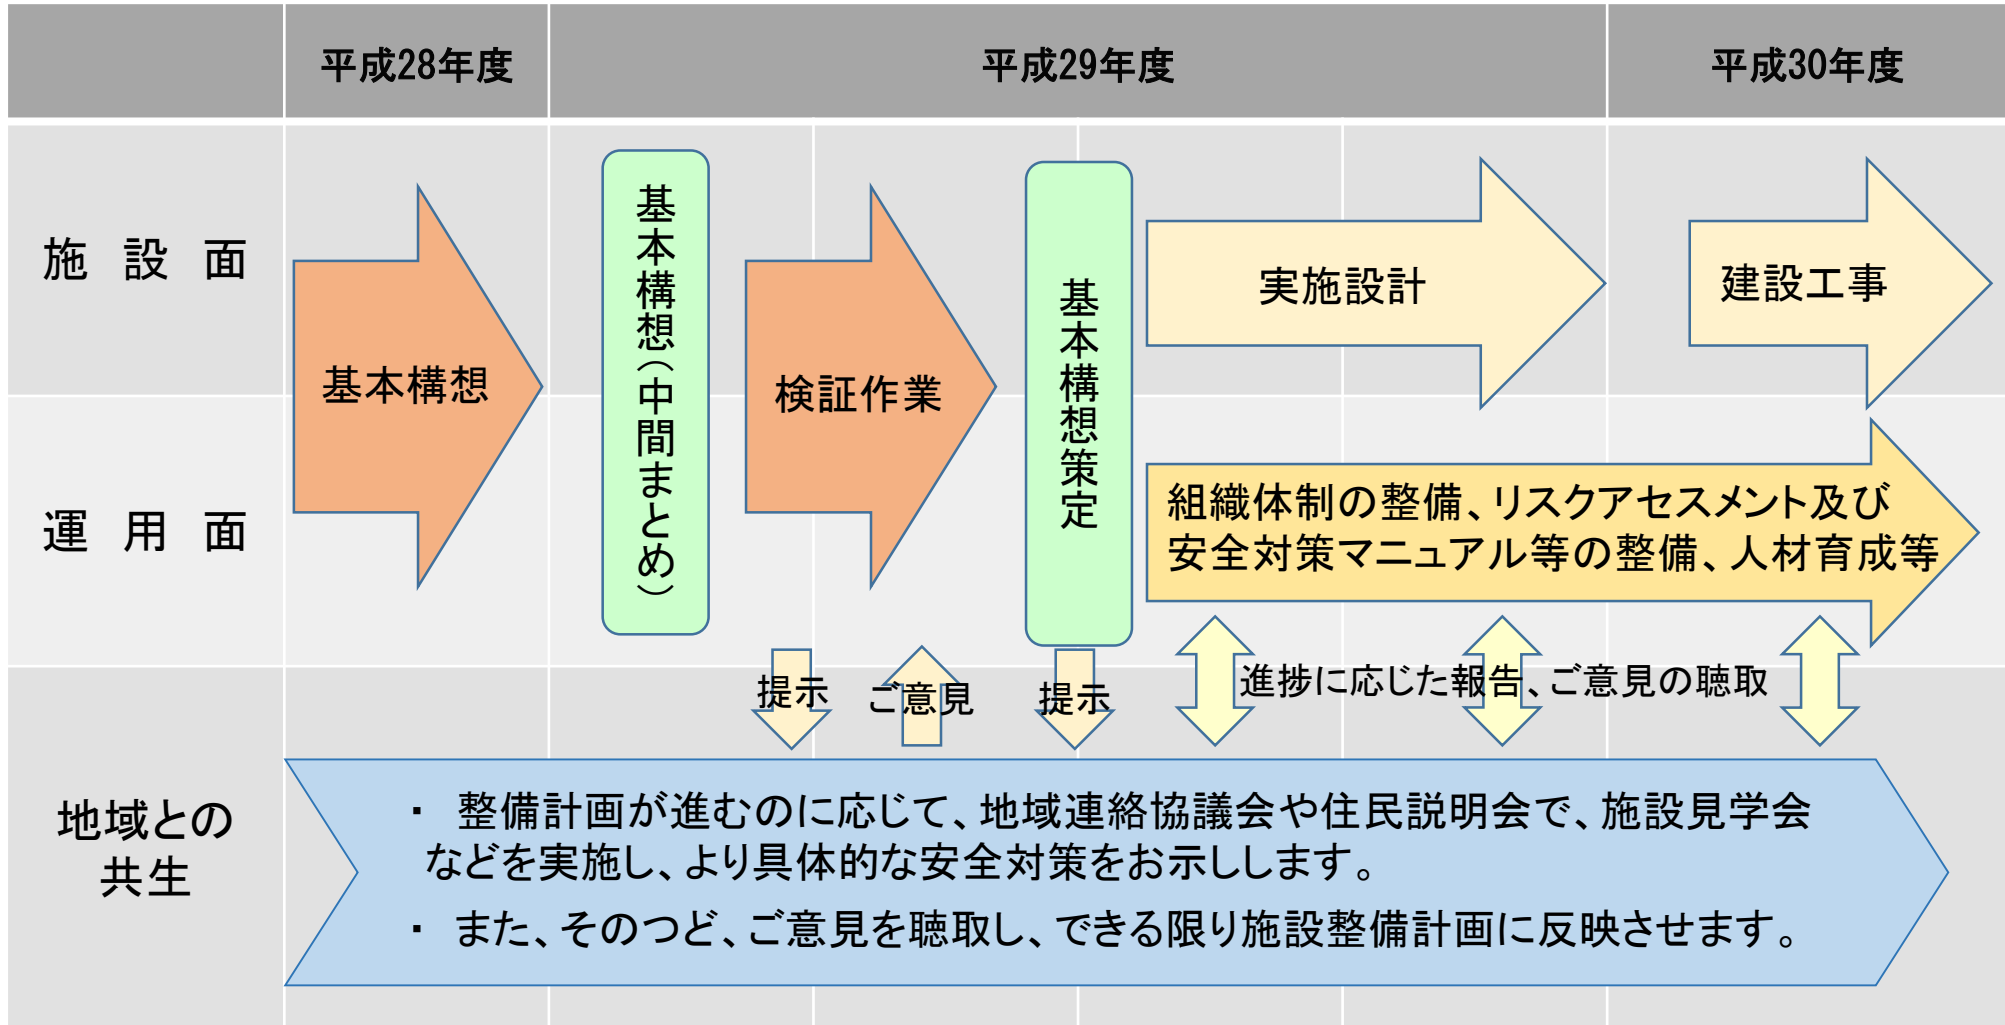 平成28年度
平成29年度
平成30年度
施 設 面
運 用 面
地域との
共生
基本構想
基本構想(中間まとめ)
検証作業
基本構想策定
実施設計
建設工事
組織体制の整備、リスクアセスメント及び
安全対策マニュアル等の整備、人材育成等
提示
ご意見
提示
進捗に応じた報告、ご意見の聴取
・ 整備計画が進むのに応じて、地域連絡協議会や住民説明会で、施設見学会
などを実施し、より具体的な安全対策をお示しします。
・ また、そのつど、ご意見を聴取し、できる限り施設整備計画に反映させます。